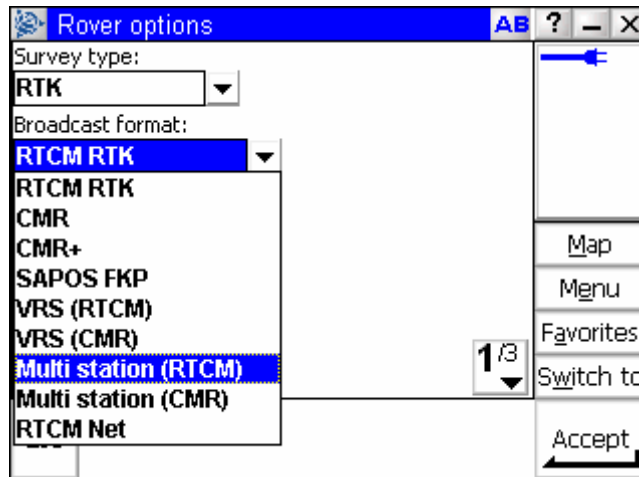 Rover options AB ? – X
Survey type:
RTK
Broadcast format:
RTCM RTK
RTCM RTK
CMR
CMR+
SAPOS FKP
VRS (RTCM)
VRS (CMR)
Multi station (RTCM)
Multi station (CMR)
RTCM Net
1/3
Map
Menu
Favorites
Switch to
Accept